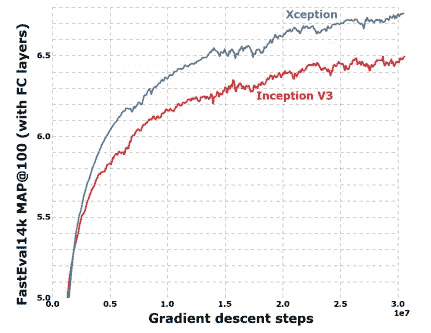 Xception
Inception V3
FastEval14k MAP@100 (with FC layers)
6.5
6.0
5.5
5.0
0.0 0.5 1.0 1.5 2.0 2.5 3.0
1e7
Gradient descent steps